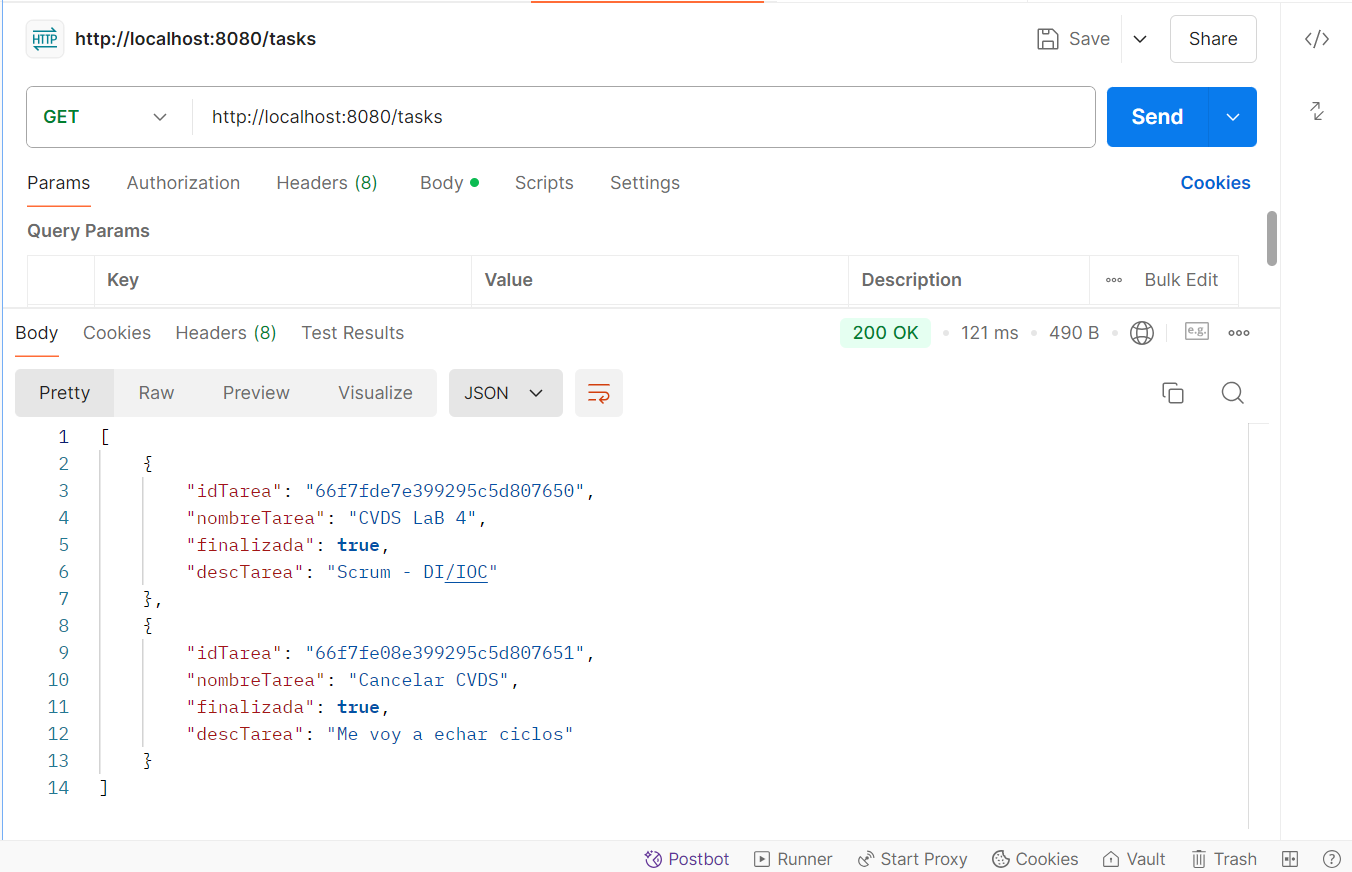 HTTP http://localhost:8080/tasks Save Share
GET http://localhost:8080/tasks Send
Params Authorization Headers (8) Body Scripts Settings Cookies
Query Params
Key Value Description Bulk Edit
Body Cookies Headers (8) Test Results 200 OK 121 ms 490 B e.g.
Pretty Raw Preview Visualize JSON
1 [
2 {
3 "idTarea": "66f7fde7e399295c5d807650",
4 "nombreTarea": "CVDS LaB 4",
5 "finalizada": true,
6 "descTarea": "Scrum - DI/IOC"
7 },
8 {
9 "idTarea": "66f7fe08e399295c5d807651",
10 "nombreTarea": "Cancelar CVDS",
11 "finalizada": true,
12 "descTarea": "Me voy a echar ciclos"
13 }
14 ]
Postbot Runner Start Proxy Cookies Vault Trash